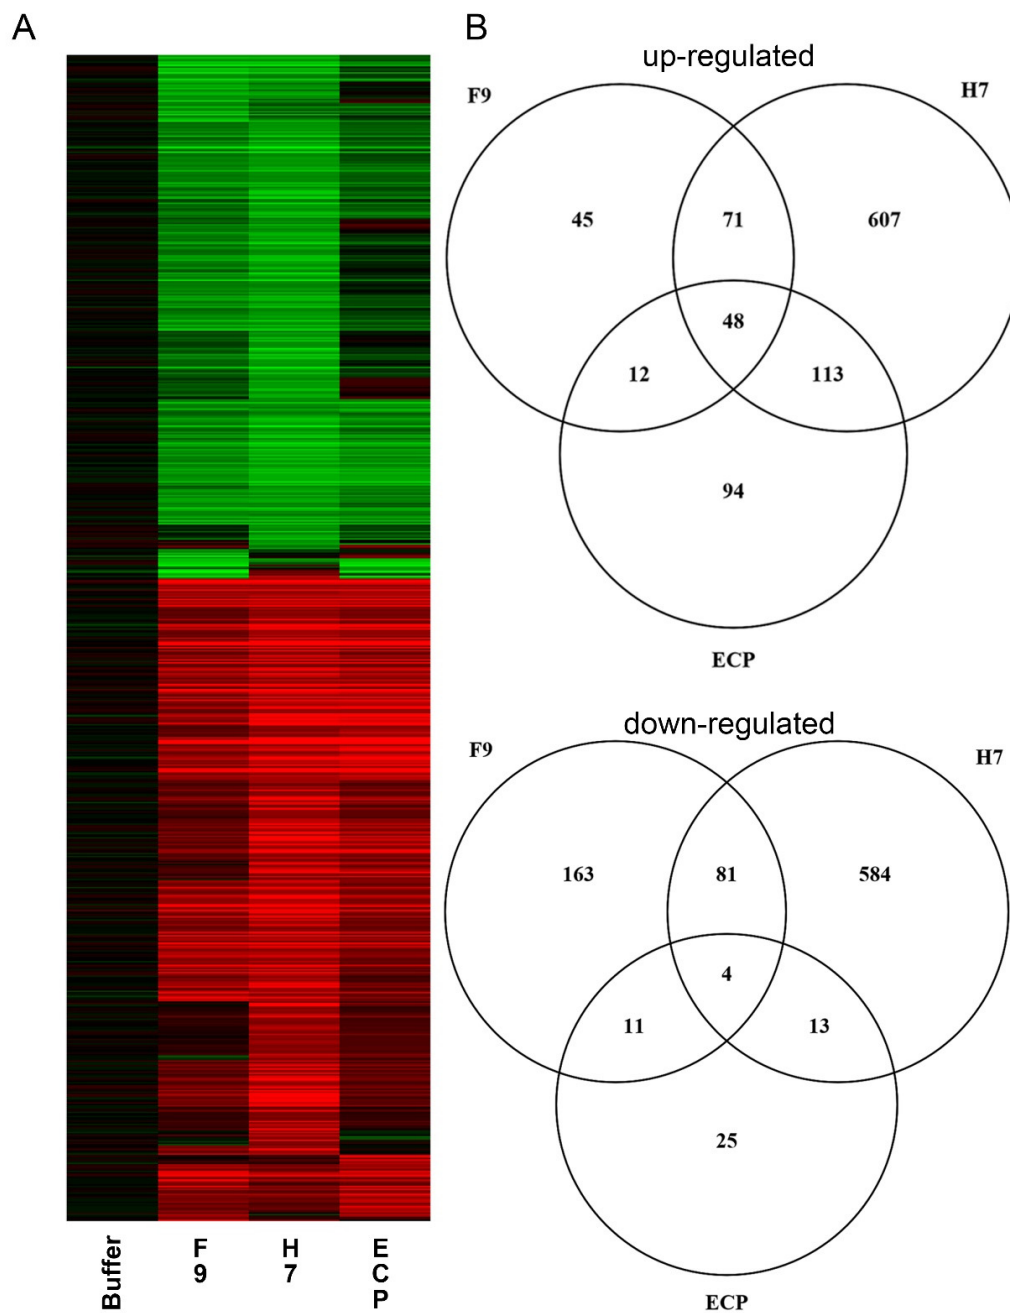 A
B
up-regulated
F9
H7
45
71
607
48
12
113
94
ECP
down-regulated
F9
H7
163
81
584
4
11
13
25
ECP
Buffer
F
9
H
7
E
C
P